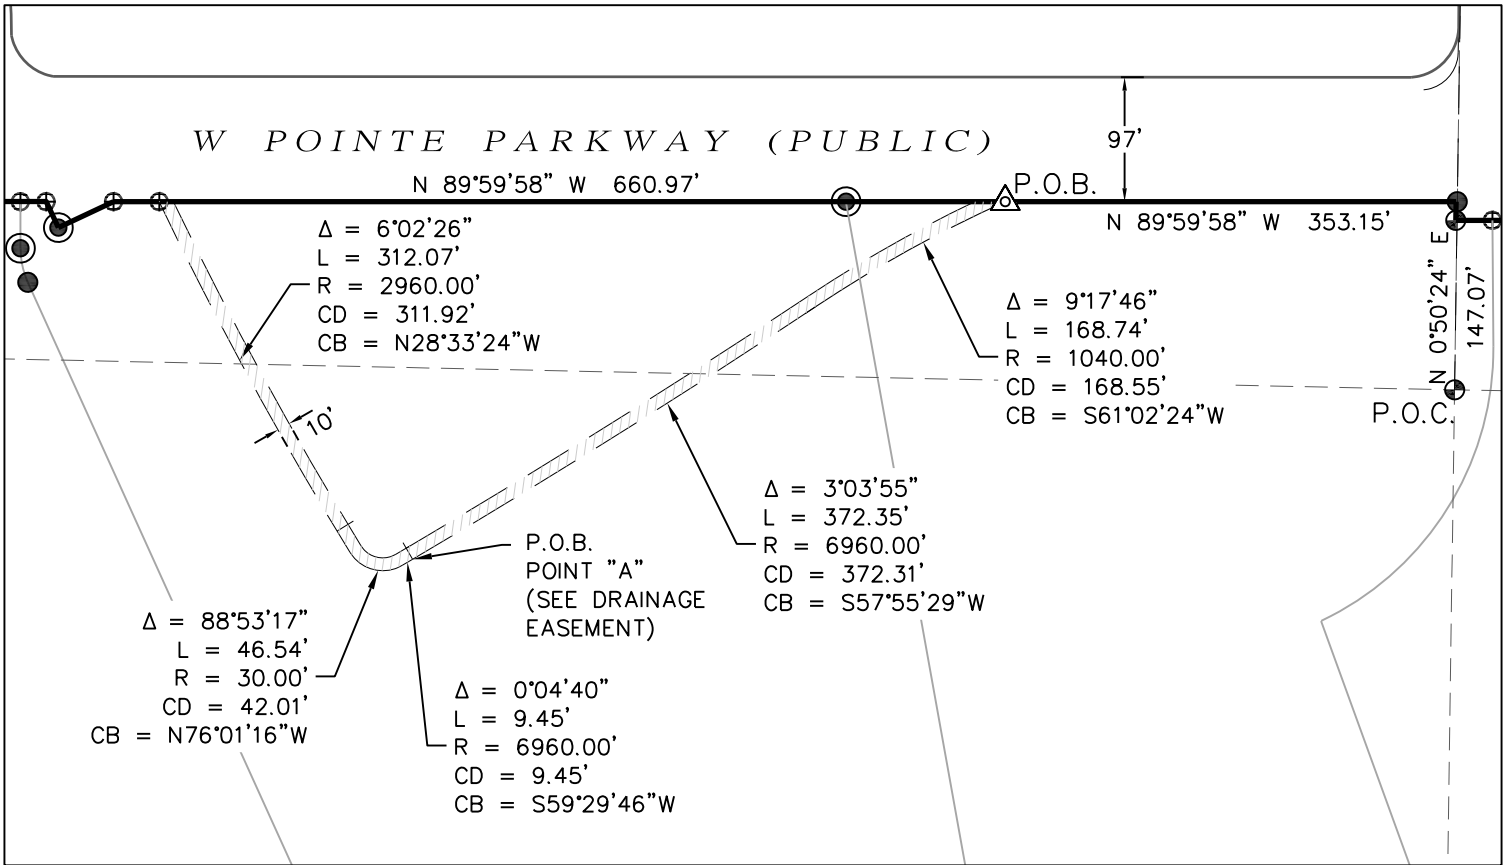 W POINTE PARKWAY (PUBLIC)
97'
N 89°59'58" W 660.97'
P.O.B.
N 89°59'58" W 353.15'
Δ = 6°02'26"
L = 312.07'
R = 2960.00'
CD = 311.92'
CB = N28°33'24"W
Δ = 9°17'46"
L = 168.74'
R = 1040.00'
CD = 168.55'
CB = S61°02'24"W
N 0°50'24" E
147.07'
P.O.C.
10'
Δ = 3°03'55"
L = 372.35'
R = 6960.00'
CD = 372.31'
CB = S57°55'29"W
P.O.B.
POINT "A"
(SEE DRAINAGE
EASEMENT)
Δ = 88°53'17"
L = 46.54'
R = 30.00'
CD = 42.01'
CB = N76°01'16"W
Δ = 0°04'40"
L = 9.45'
R = 6960.00'
CD = 9.45'
CB = S59°29'46"W